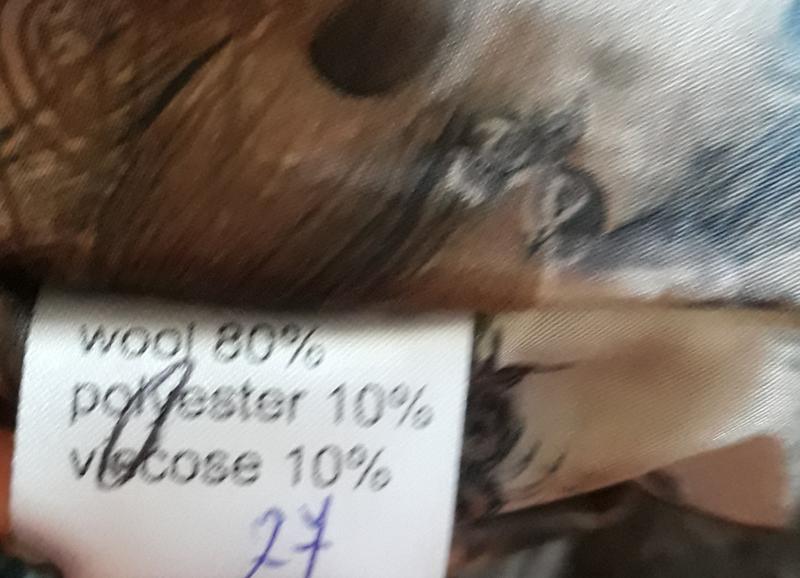 wool 80%
polyester 10%
viscose 10%
27